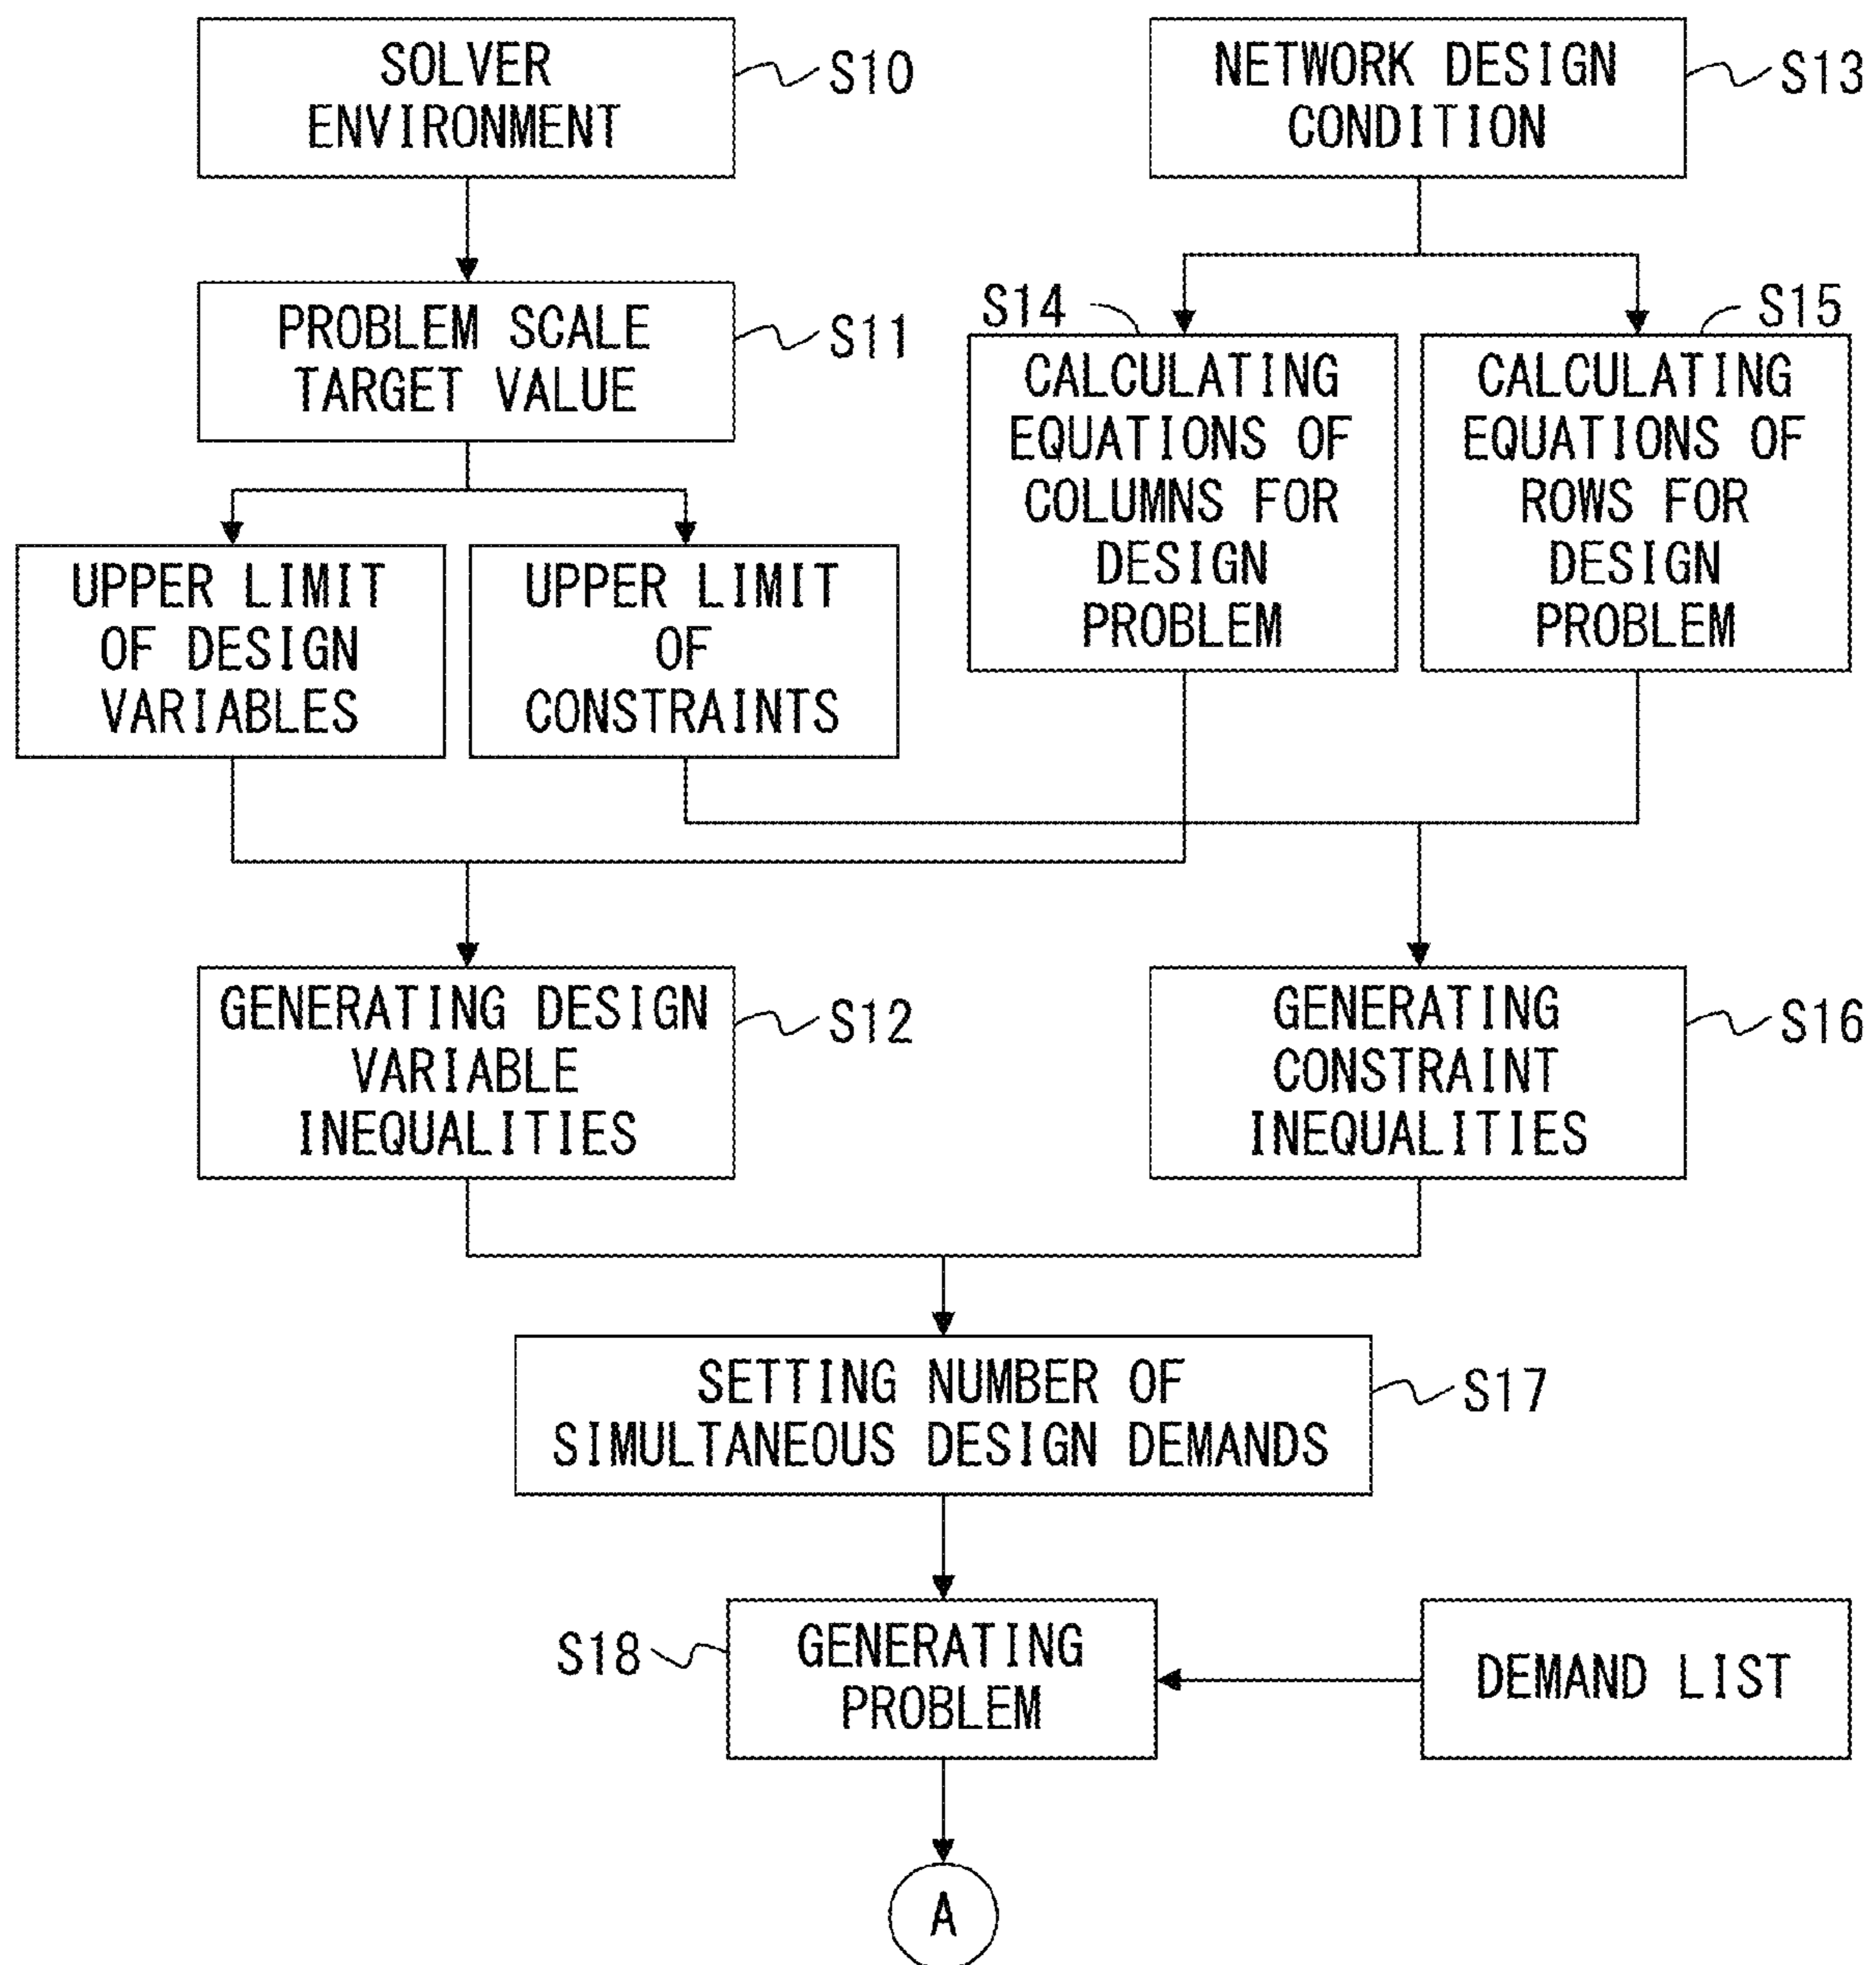 SOLVER
ENVIRONMENT
S10
NETWORK DESIGN
CONDITION
S13
PROBLEM SCALE
TARGET VALUE
S11
S14
CALCULATING
EQUATIONS OF
COLUMNS FOR
DESIGN
PROBLEM
S15
CALCULATING
EQUATIONS OF
ROWS FOR
DESIGN
PROBLEM
UPPER LIMIT
OF DESIGN
VARIABLES
UPPER LIMIT
OF
CONSTRAINTS
GENERATING DESIGN
VARIABLE
INEQUALITIES
S12
GENERATING
CONSTRAINT
INEQUALITIES
S16
SETTING NUMBER OF
SIMULTANEOUS DESIGN DEMANDS
S17
S18
GENERATING
PROBLEM
DEMAND LIST
A